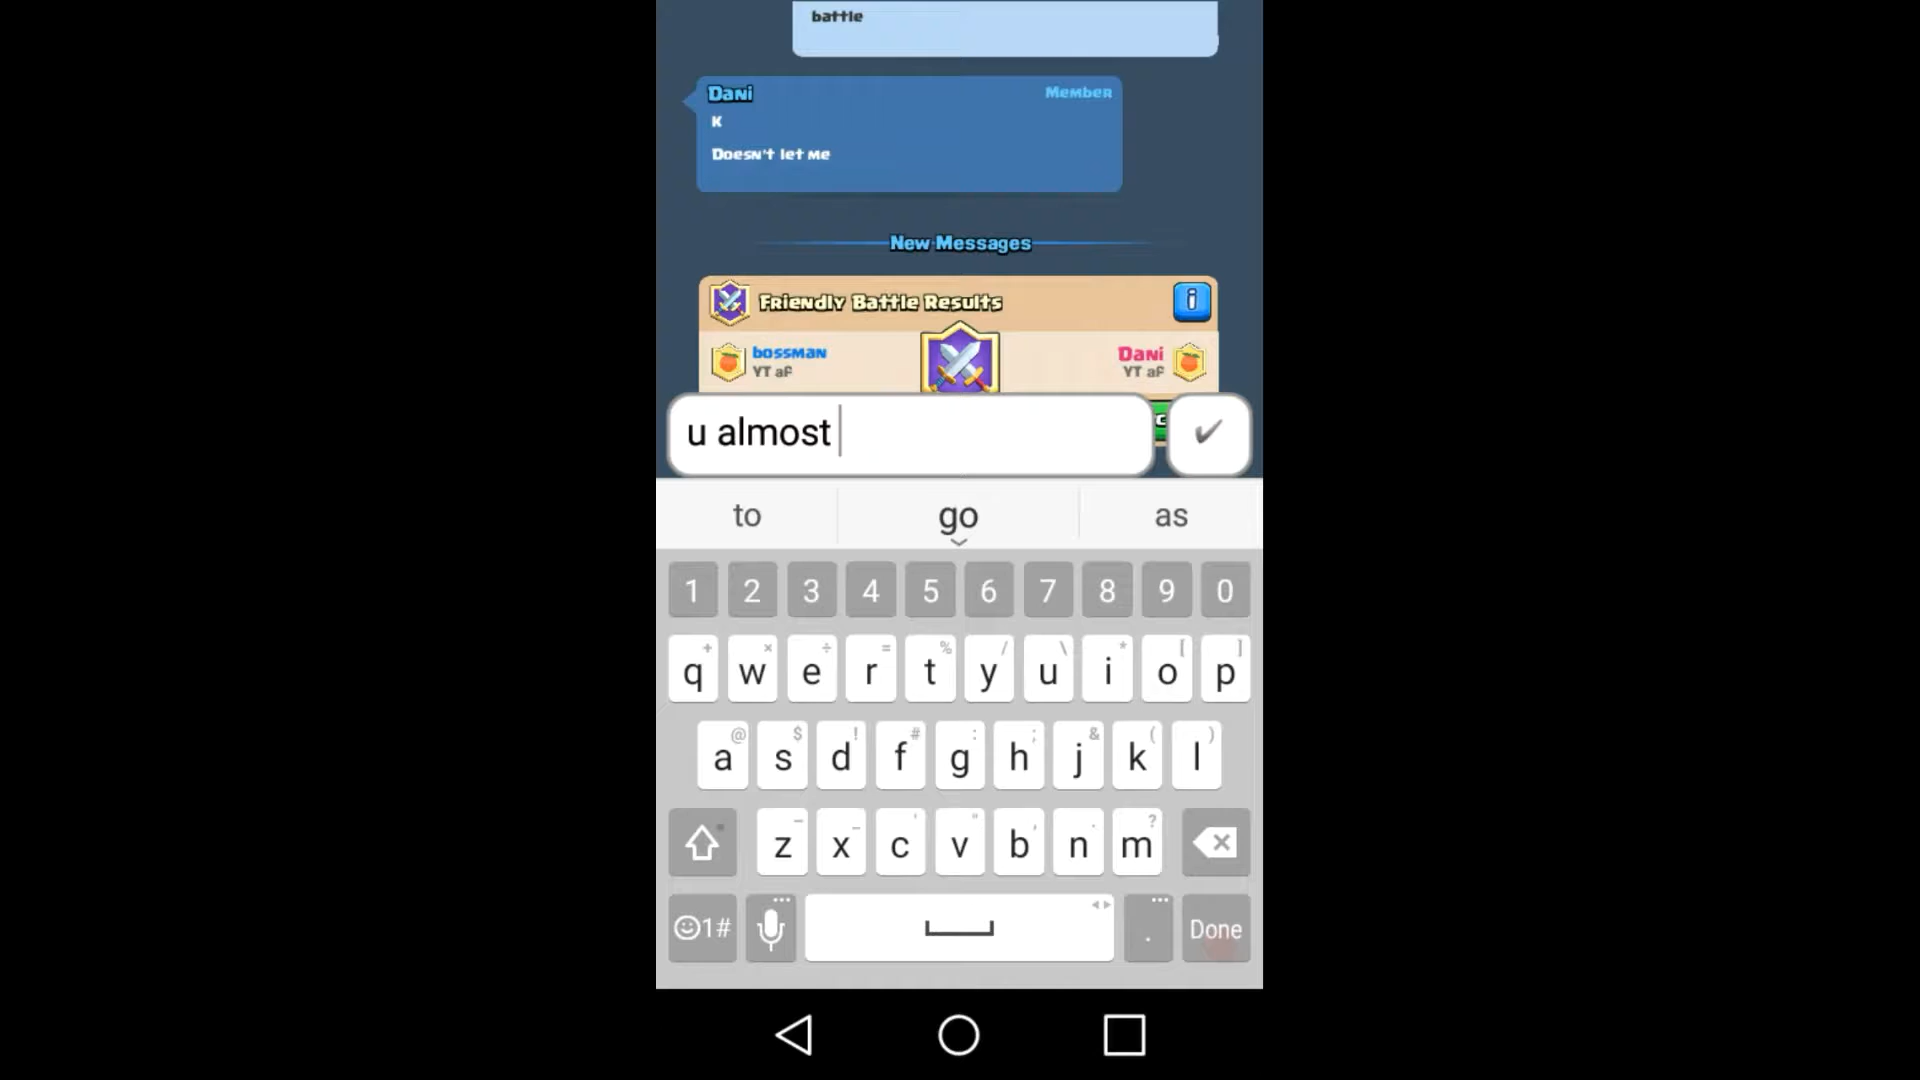 battle
Dani Member
K
Doesn't let me
New Messages
Friendly Battle Results i
bossman Dani
YT af YT af
u almost
to go as
1 2 3 4 5 6 7 8 9 0
+ × ÷ = % / \ * [ ]
q w e r t y u i o p
@ $ ! # : ; & ( )
a s d f g h j k l
- _ ' " , . ?
z x c v b n m
1# . Done